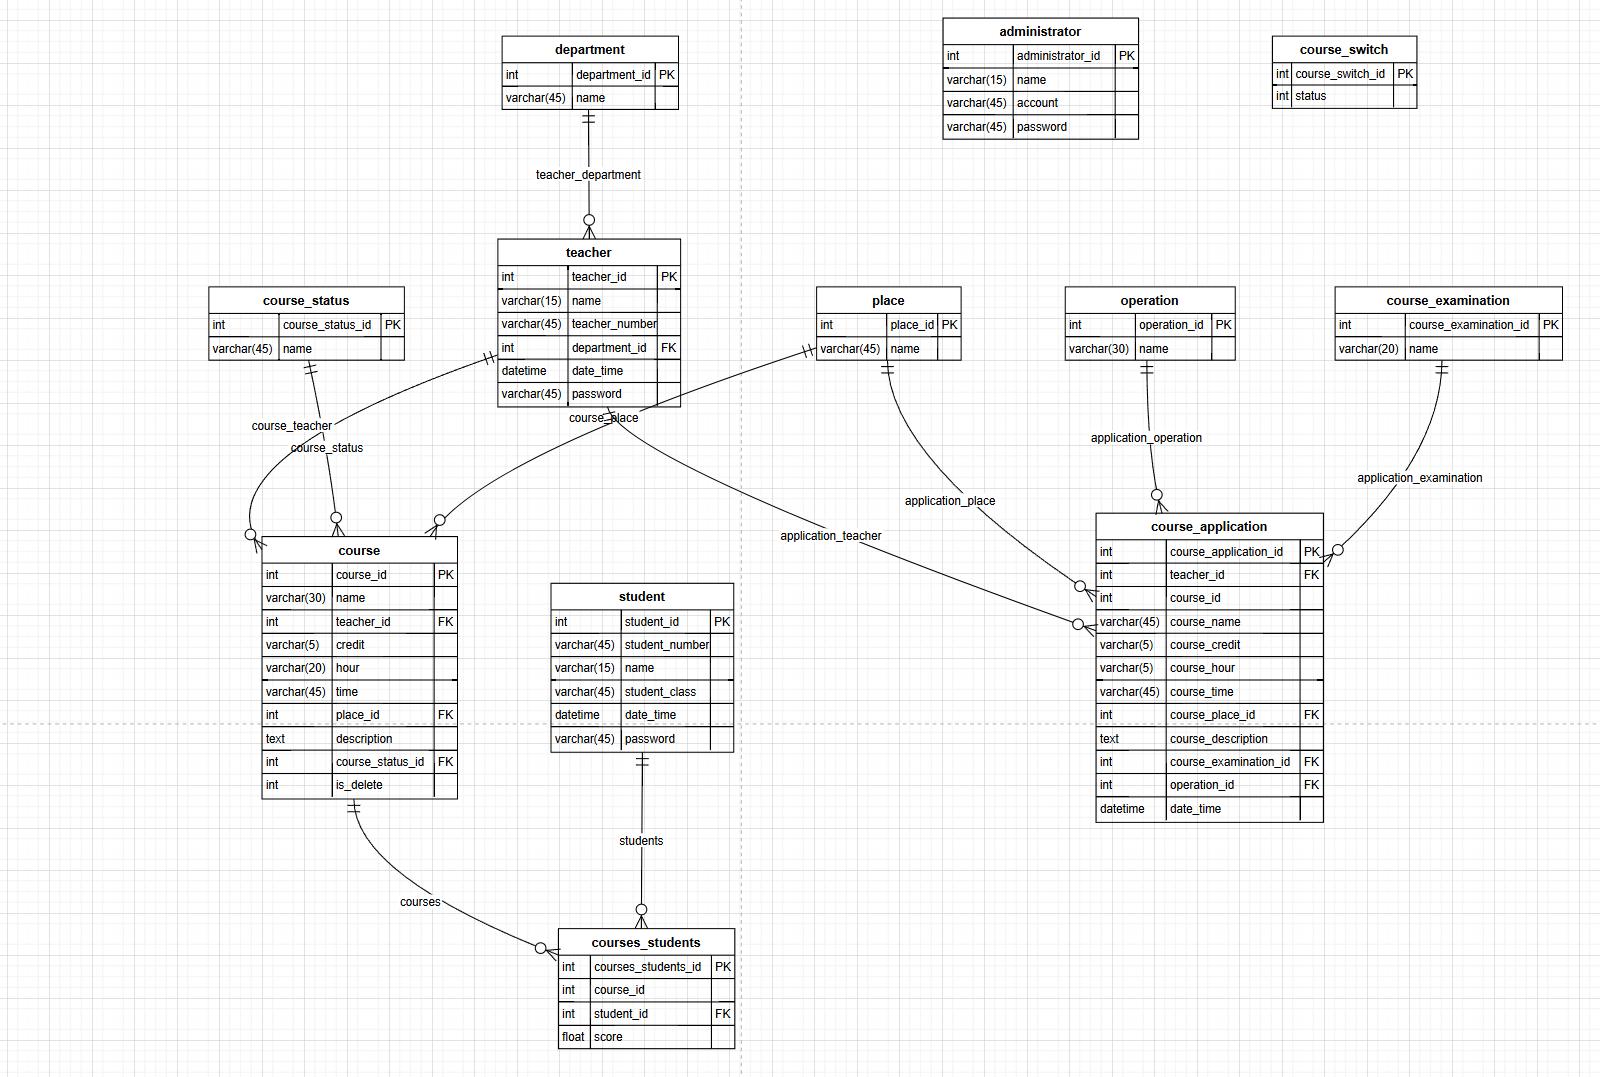 department
int department_id PK
varchar(45) name
administrator
int administrator_id PK
varchar(15) name
varchar(45) account
varchar(45) password
course_switch
int course_switch_id PK
int status
teacher_department
teacher
int teacher_id PK
varchar(15) name
varchar(45) teacher_number
int department_id FK
datetime date_time
varchar(45) password
course_status
int course_status_id PK
varchar(45) name
place
int place_id PK
varchar(45) name
operation
int operation_id PK
varchar(30) name
course_examination
int course_examination_id PK
varchar(20) name
course_teacher
course_status
course_place
application_teacher
application_place
application_operation
application_examination
course
int course_id PK
varchar(30) name
int teacher_id FK
varchar(5) credit
varchar(20) hour
varchar(45) time
int place_id FK
text description
int course_status_id FK
int is_delete
student
int student_id PK
varchar(45) student_number
varchar(15) name
varchar(45) student_class
datetime date_time
varchar(45) password
course_application
int course_application_id PK
int teacher_id FK
int course_id
varchar(45) course_name
varchar(5) course_credit
varchar(5) course_hour
varchar(45) course_time
int course_place_id FK
text course_description
int course_examination_id FK
int operation_id FK
datetime date_time
students
courses
courses_students
int courses_students_id PK
int course_id
int student_id FK
float score